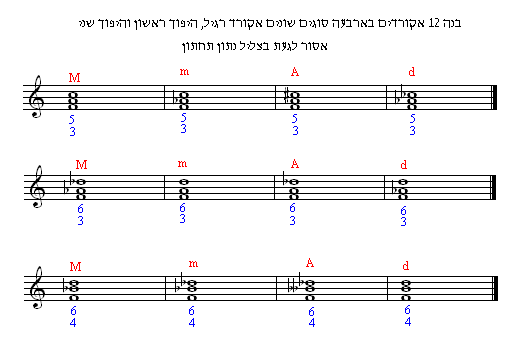 בנה 12 אקורדים בארבעה סוגים שונים אקורד רגיל, היפוך ראשון והיפוך שני
אסור לגעת בצליל נתון תחתון
M m A d
5 5 5 5
3 3 3 3
M m A d
6 6 6 6
3 3 3 3
M m A d
6 6 6 6
4 4 4 4